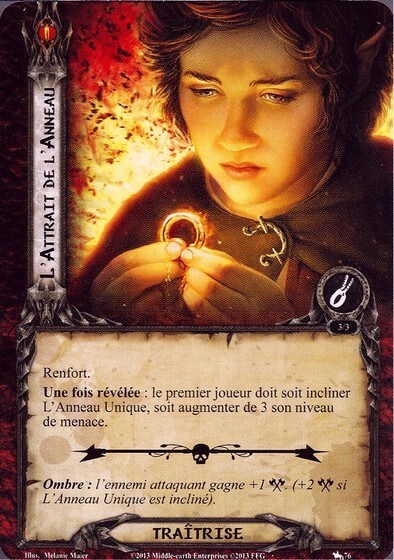 L'ATTRAIT DE L'ANNEAU
3/3
Renfort.
Une fois révélée : le premier joueur doit soit incliner
L'Anneau Unique, soit augmenter de 3 son niveau
de menace.
Ombre : l'ennemi attaquant gagne +1 . (+2 si
L'Anneau Unique est incliné).
TRAÎTRISE
Illus. Melanie Maier
©2013 Middle-earth Enterprises ©2013 FFG
76